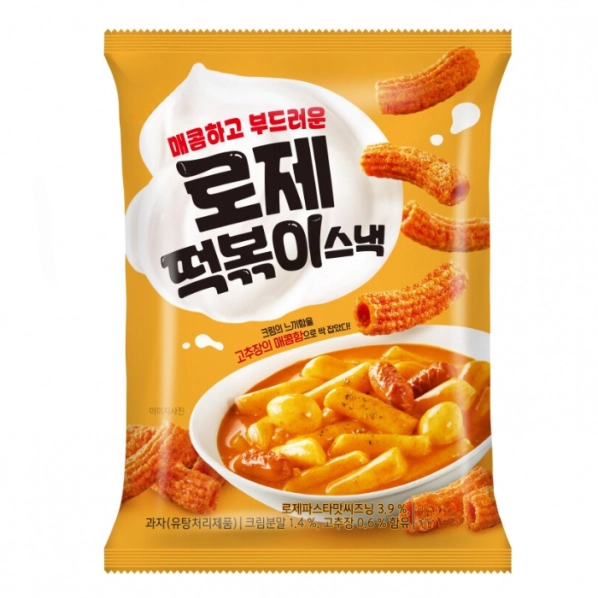 매콤하고 부드러운
로제
떡볶이스낵
크림의 느끼함을
고추장의 매콤함으로 싹 잡았다!
이미지사진
로제파스타맛씨즈닝 3.9 %
과자(유탕처리제품) | 크림분말 1.4 %, 고추장 0.6 % 함유